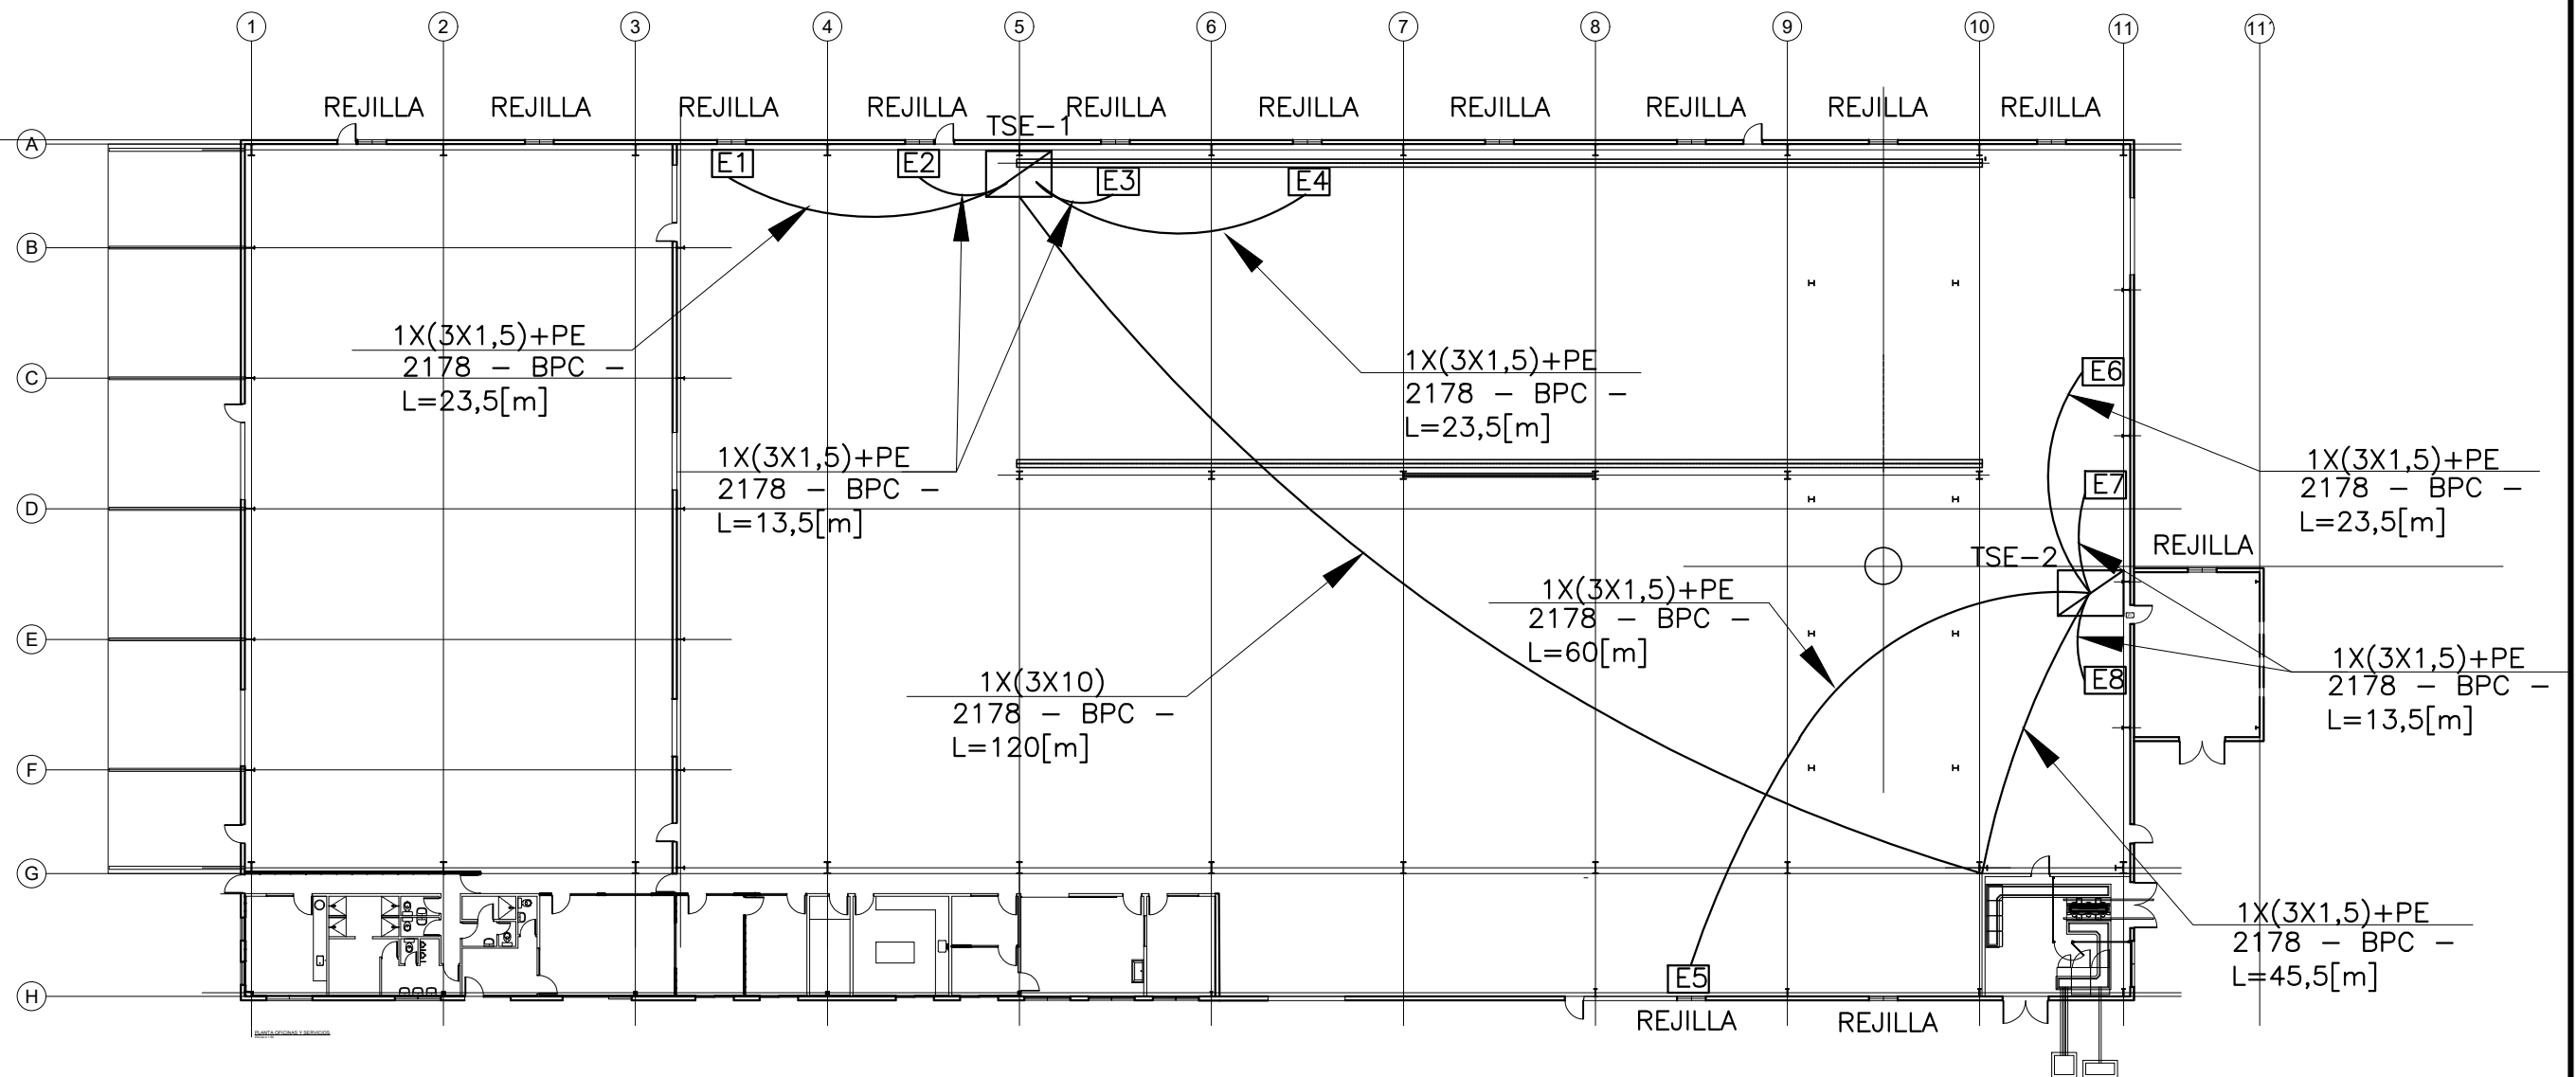 1
2
3
4
5
6
7
8
9
10
11
11'
REJILLA
REJILLA
REJILLA
REJILLA
REJILLA
REJILLA
REJILLA
REJILLA
REJILLA
REJILLA
TSE-1
A
E1
E2
E3
E4
B
1X(3X1,5)+PE
2178 - BPC -
L=23,5[m]
1X(3X1,5)+PE
2178 - BPC -
L=23,5[m]
C
E6
1X(3X1,5)+PE
2178 - BPC -
L=13,5[m]
1X(3X1,5)+PE
2178 - BPC -
L=23,5[m]
E7
D
TSE-2
REJILLA
1X(3X1,5)+PE
2178 - BPC -
L=60[m]
E
1X(3X10)
2178 - BPC -
L=120[m]
E8
1X(3X1,5)+PE
2178 - BPC -
L=13,5[m]
F
G
1X(3X1,5)+PE
2178 - BPC -
L=45,5[m]
E5
H
REJILLA
REJILLA
PLANTA OFICINAS Y SERVICIOS